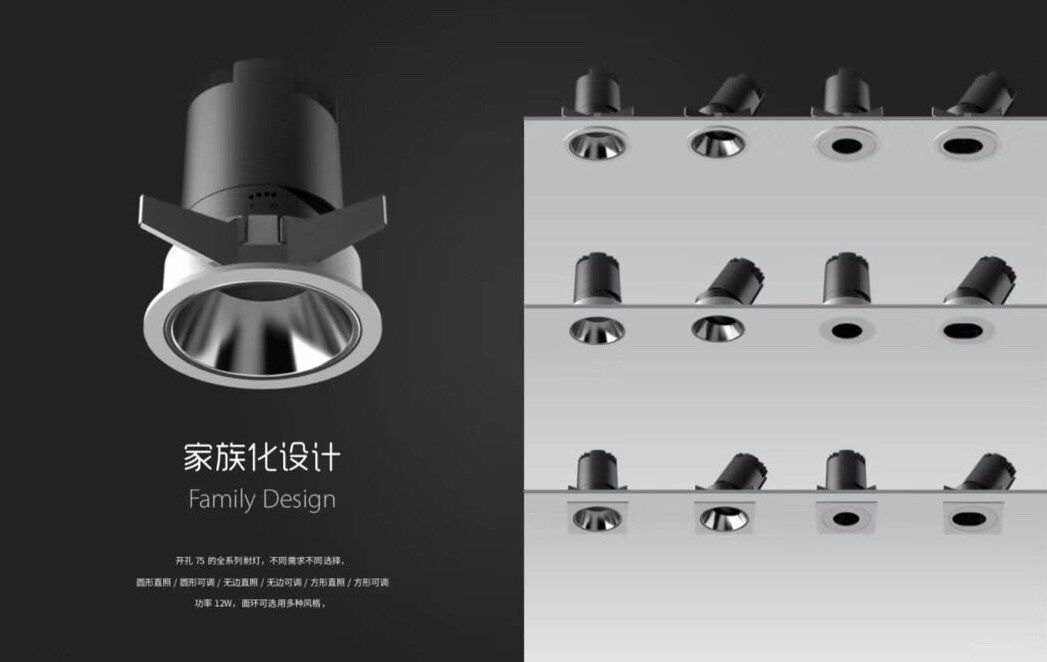 家族化设计
Family Design
开孔 75 的全系列射灯，不同需求不同选择，
圆形直照 / 圆形可调 / 无边直照 / 无边可调 / 方形直照 / 方形可调
功率 12W，面环可选用多种风格，